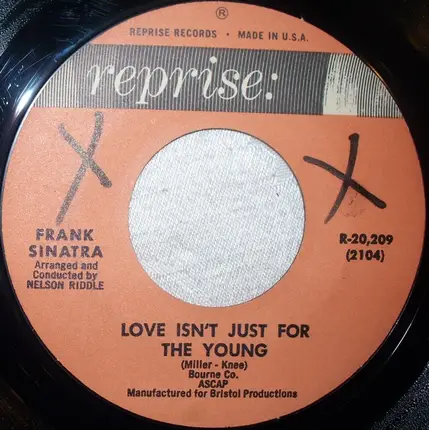 ®
REPRISE RECORDS • MADE IN U.S.A.
reprise:
X X
FRANK
SINATRA
Arranged and
Conducted by
NELSON RIDDLE
R-20,209
(2104)
LOVE ISN'T JUST FOR
THE YOUNG
(Miller - Knee)
Bourne Co.
ASCAP
Manufactured for Bristol Productions